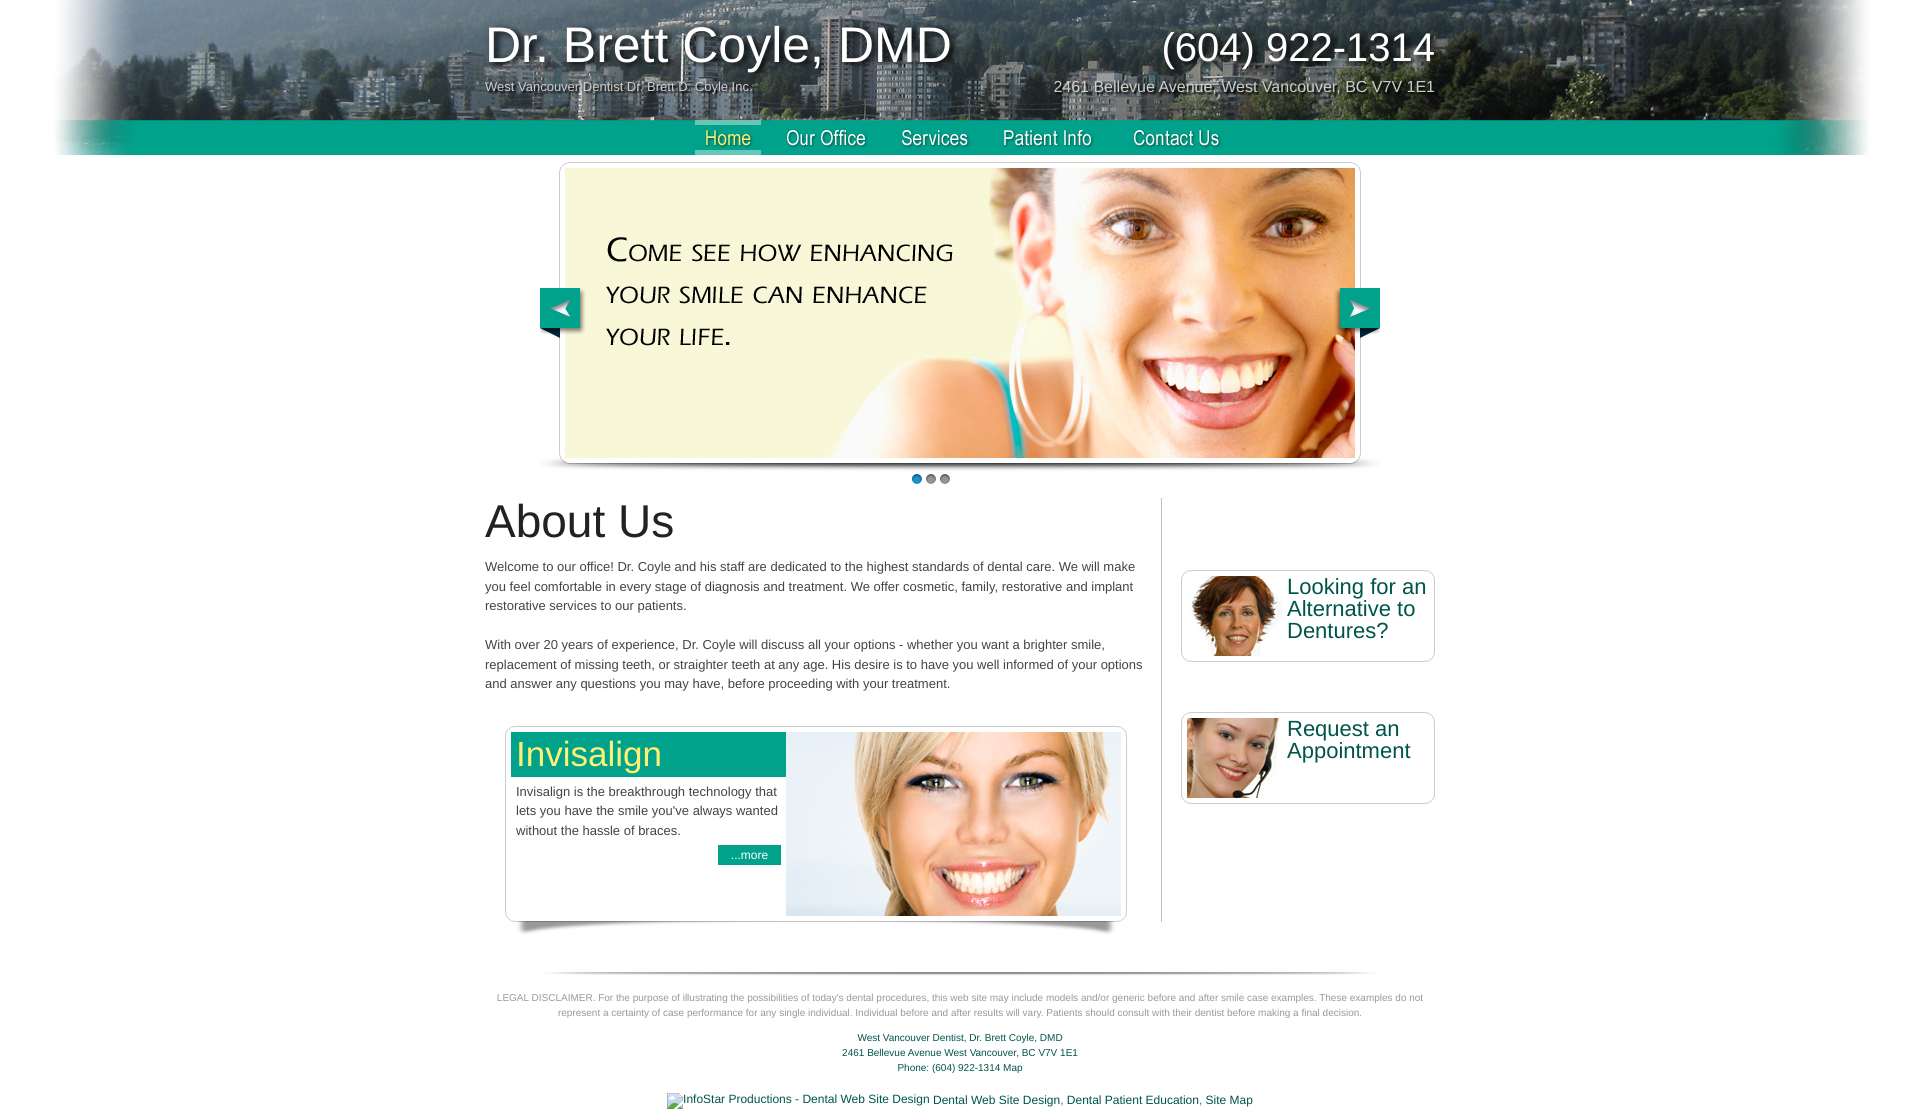 Dr. Brett Coyle, DMD
West Vancouver Dentist Dr. Brett D. Coyle,Inc.
(604) 922-1314
2461 Bellevue Avenue, West Vancouver, BC V7V 1E1
Home Our Office Services Patient Info Contact Us
Come see how enhancing
your smile can enhance
your life.
About Us
Welcome to our office! Dr. Coyle and his staff are dedicated to the highest standards of dental care. We will make
you feel comfortable in every stage of diagnosis and treatment. We offer cosmetic, family, restorative and implant
restorative services to our patients.
With over 20 years of experience, Dr. Coyle will discuss all your options - whether you want a brighter smile,
replacement of missing teeth, or straighter teeth at any age. His desire is to have you well informed of your options
and answer any questions you may have, before proceeding with your treatment.
Invisalign
Invisalign is the breakthrough technology that
lets you have the smile you've always wanted
without the hassle of braces.
...more
Looking for an
Alternative to
Dentures?
Request an
Appointment
LEGAL DISCLAIMER. For the purpose of illustrating the possibilities of today's dental procedures, this web site may include models and/or generic before and after smile case examples. These examples do not
represent a certainty of case performance for any single individual. Individual before and after results will vary. Patients should consult with their dentist before making a final decision.
West Vancouver Dentist, Dr. Brett Coyle, DMD
2461 Bellevue Avenue West Vancouver, BC V7V 1E1
Phone: (604) 922-1314 Map
InfoStar Productions - Dental Web Site Design Dental Web Site Design, Dental Patient Education, Site Map